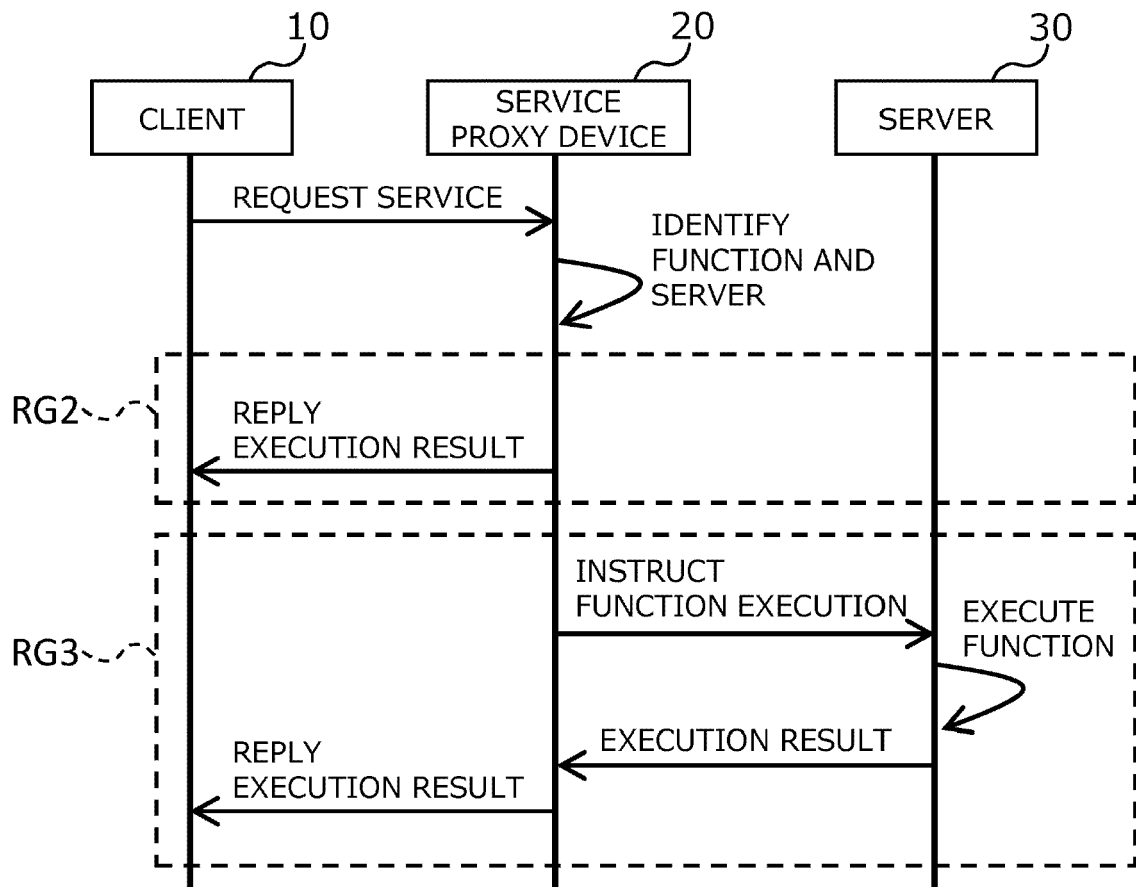 10
20
30
CLIENT
SERVICE
PROXY DEVICE
SERVER
REQUEST SERVICE
IDENTIFY
FUNCTION AND
SERVER
RG2
REPLY
EXECUTION RESULT
RG3
INSTRUCT
FUNCTION EXECUTION
EXECUTE
FUNCTION
EXECUTION RESULT
REPLY
EXECUTION RESULT